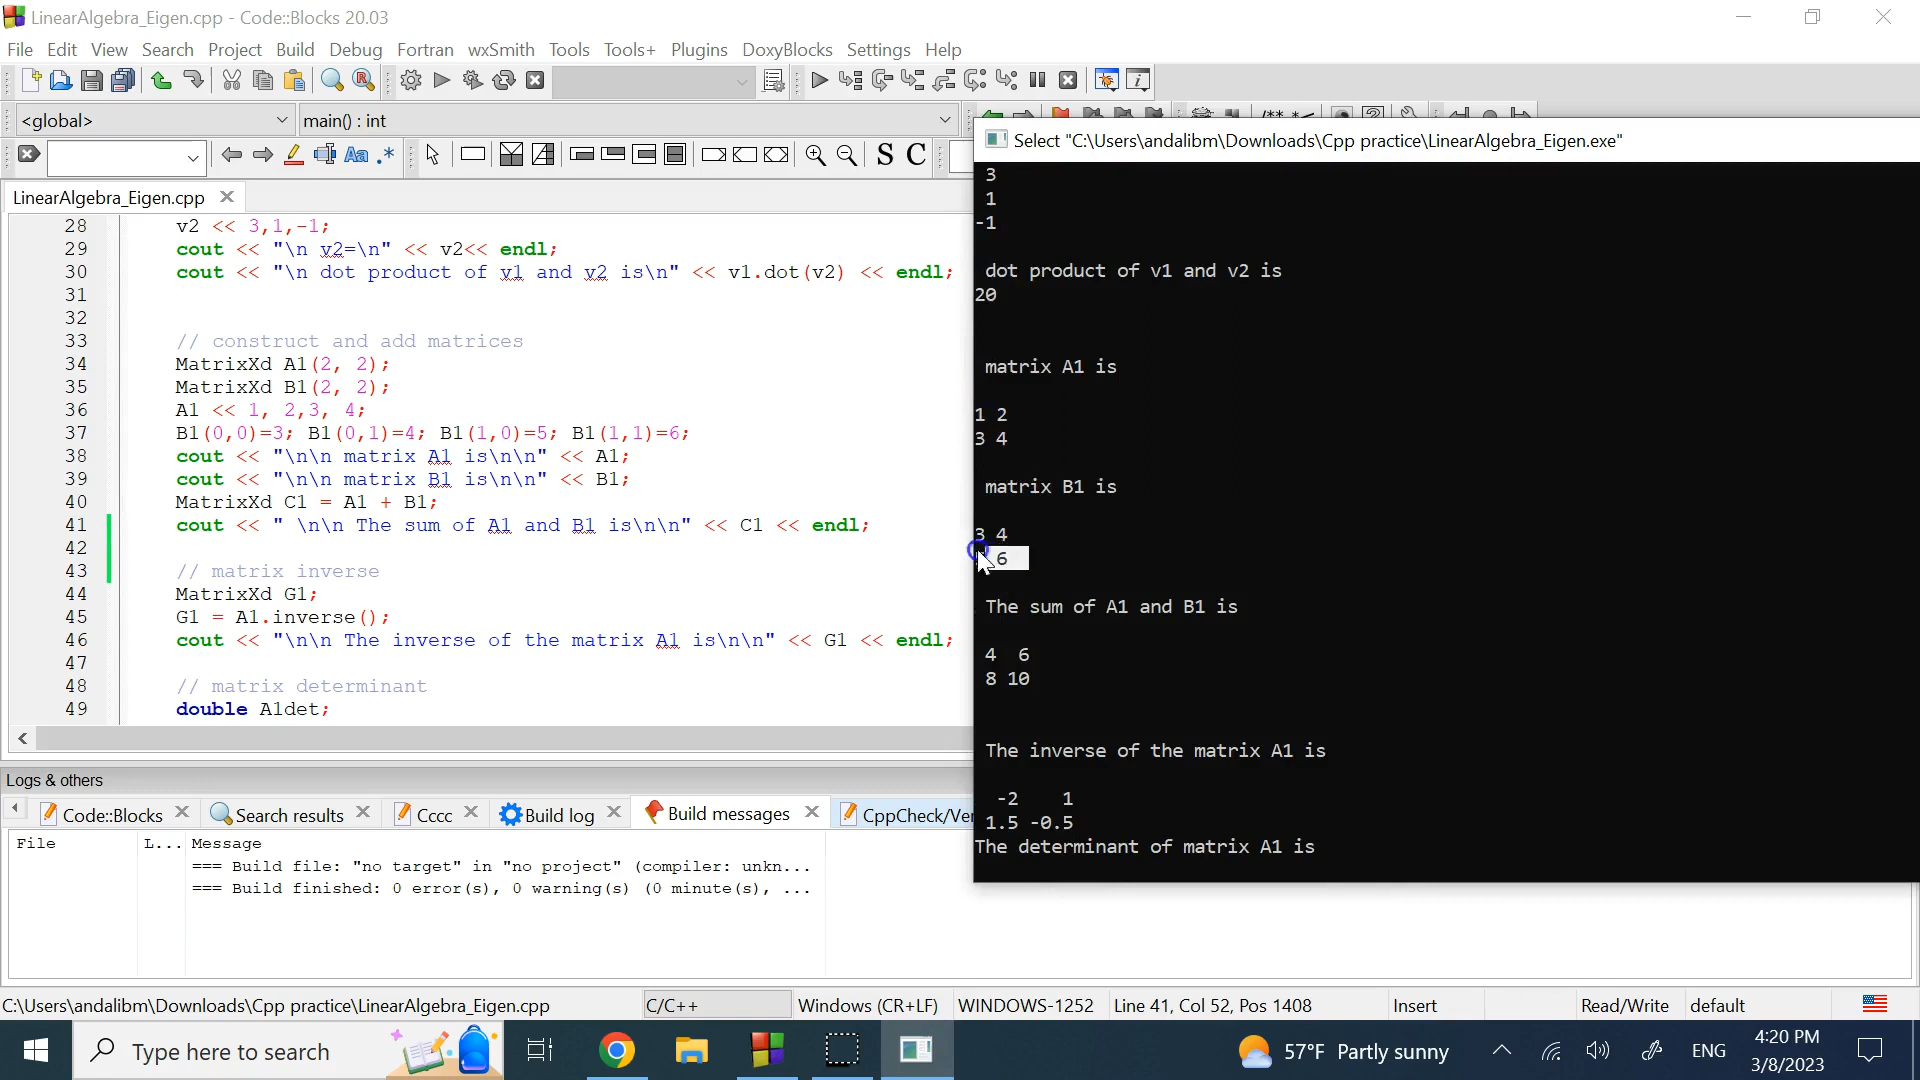 LinearAlgebra_Eigen.cpp - Code::Blocks 20.03
File Edit View Search Project Build Debug Fortran wxSmith Tools Tools+ Plugins DoxyBlocks Settings Help
<global> main() : int
LinearAlgebra_Eigen.cpp
28 v2 << 3,1,-1;
29 cout << "\n v2=\n" << v2<< endl;
30 cout << "\n dot product of v1 and v2 is\n" << v1.dot(v2) << endl;
31
32
33 // construct and add matrices
34 MatrixXd A1(2, 2);
35 MatrixXd B1(2, 2);
36 A1 << 1, 2,3, 4;
37 B1(0,0)=3; B1(0,1)=4; B1(1,0)=5; B1(1,1)=6;
38 cout << "\n\n matrix A1 is\n\n" << A1;
39 cout << "\n\n matrix B1 is\n\n" << B1;
40 MatrixXd C1 = A1 + B1;
41 cout << " \n\n The sum of A1 and B1 is\n\n" << C1 << endl;
42
43 // matrix inverse
44 MatrixXd G1;
45 G1 = A1.inverse();
46 cout << "\n\n The inverse of the matrix A1 is\n\n" << G1 << endl;
47
48 // matrix determinant
49 double A1det;
Select "C:\Users\andalibm\Downloads\Cpp practice\LinearAlgebra_Eigen.exe"
3
1
-1
dot product of v1 and v2 is
20
matrix A1 is
1 2
3 4
matrix B1 is
3 4
6
The sum of A1 and B1 is
4 6
8 10
The inverse of the matrix A1 is
-2 1
1.5 -0.5
The determinant of matrix A1 is
Logs & others
Code::Blocks Search results Cccc Build log Build messages CppCheck/Ver
File L... Message
=== Build file: "no target" in "no project" (compiler: unkn...
=== Build finished: 0 error(s), 0 warning(s) (0 minute(s), ...
C:\Users\andalibm\Downloads\Cpp practice\LinearAlgebra_Eigen.cpp C/C++ Windows (CR+LF) WINDOWS-1252 Line 41, Col 52, Pos 1408 Insert Read/Write default
Type here to search 57°F Partly sunny ENG 4:20 PM
3/8/2023